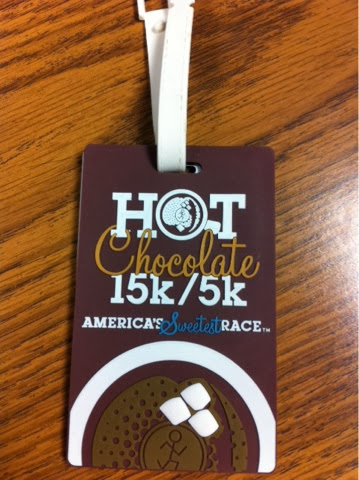 HOT
Chocolate
15k/5k
AMERICA'S Sweetest RACE™